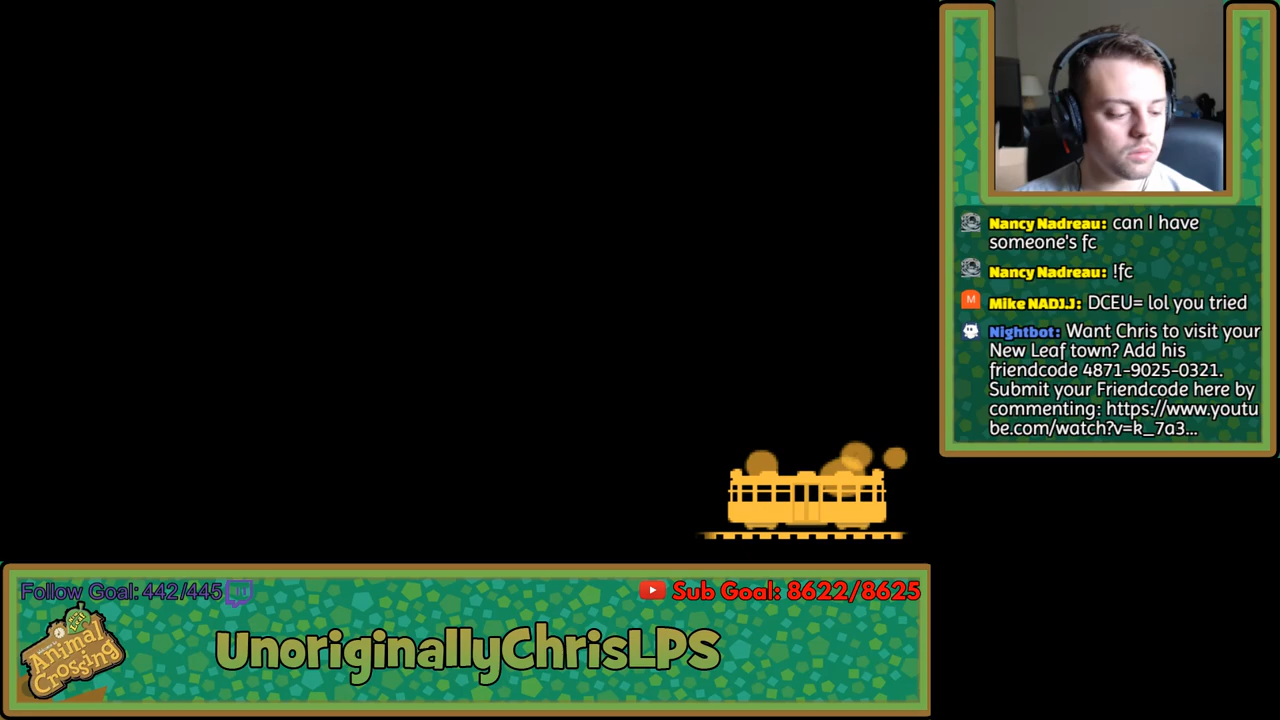 Nancy Nadreau: can I have
someone's fc
Nancy Nadreau: !fc
M
Mike NADJ.J: DCEU= lol you tried
Nightbot: Want Chris to visit your
New Leaf town? Add his
friendcode 4871-9025-0321.
Submit your Friendcode here by
commenting: https://www.youtu
be.com/watch?v=k_7a3...
Follow Goal: 442/445
Sub Goal: 8622/8625
Animal
Crossing
UnoriginallyChrisLPS